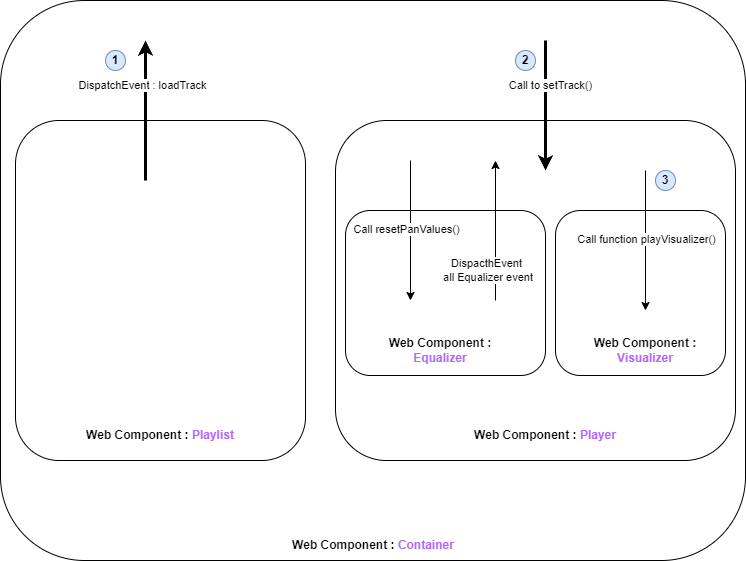 1
DispatchEvent : loadTrack
2
Call to setTrack()
3
Call resetPanValues()
DispacthEvent
all Equalizer event
Call function playVisualizer()
Web Component :
Equalizer
Web Component :
Visualizer
Web Component : Playlist
Web Component : Player
Web Component : Container